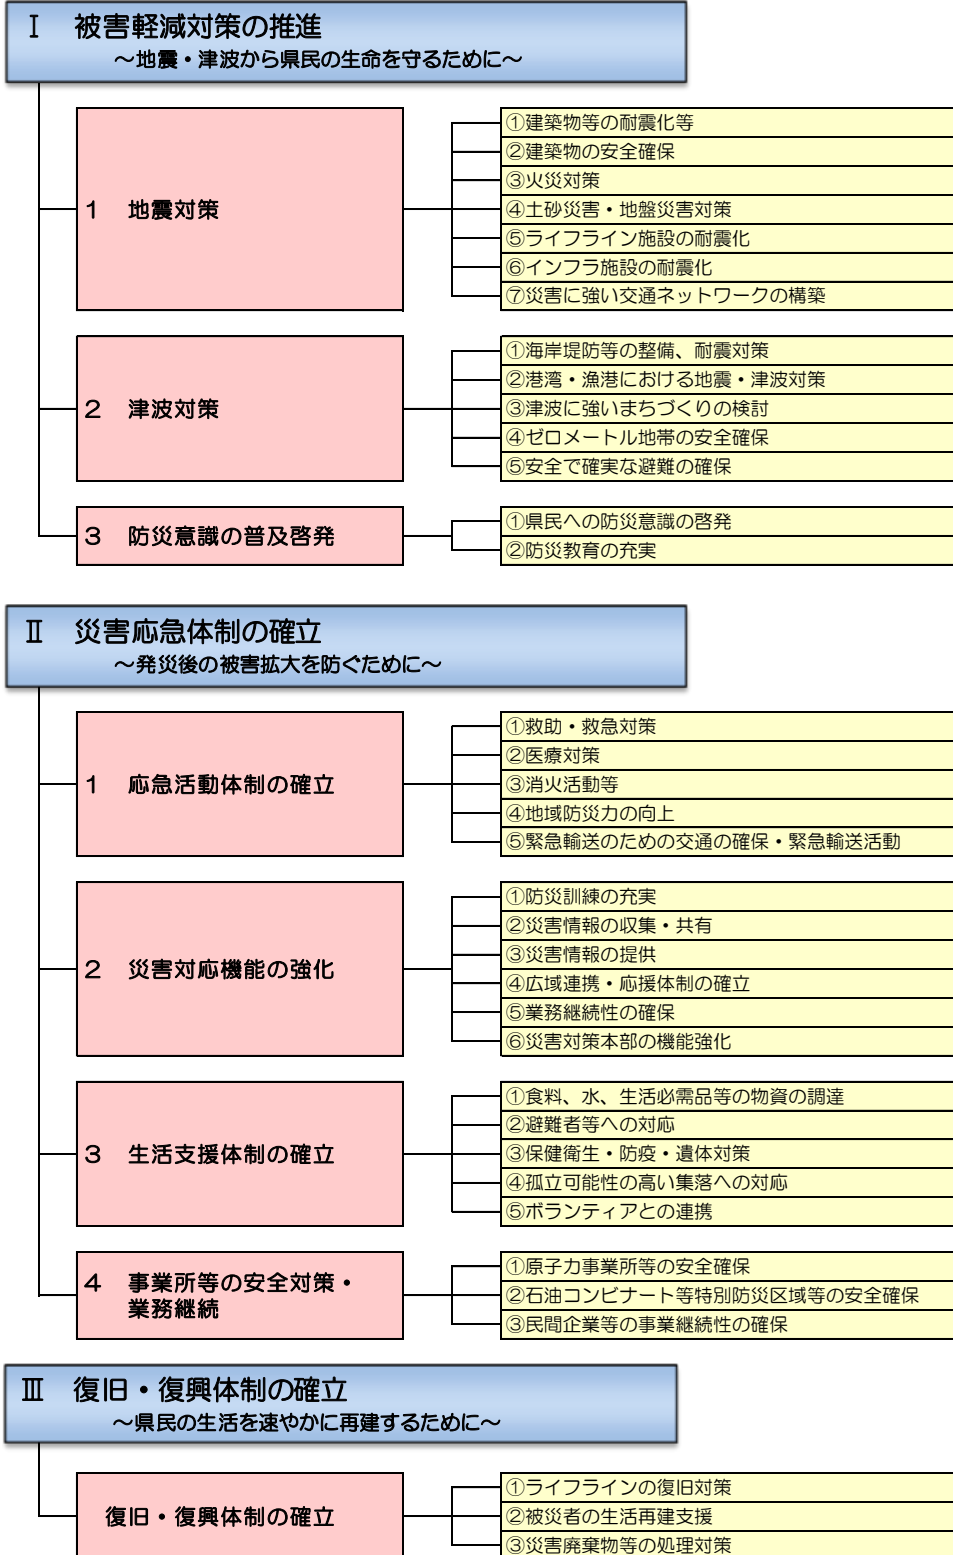 Ⅰ 被害軽減対策の推進
～地震・津波から県民の生命を守るために～
1 地震対策
①建築物等の耐震化等
②建築物の安全確保
③火災対策
④土砂災害・地盤災害対策
⑤ライフライン施設の耐震化
⑥インフラ施設の耐震化
⑦災害に強い交通ネットワークの構築
2 津波対策
①海岸堤防等の整備、耐震対策
②港湾・漁港における地震・津波対策
③津波に強いまちづくりの検討
④ゼロメートル地帯の安全確保
⑤安全で確実な避難の確保
3 防災意識の普及啓発
①県民への防災意識の啓発
②防災教育の充実
Ⅱ 災害応急体制の確立
～発災後の被害拡大を防ぐために～
1 応急活動体制の確立
①救助・救急対策
②医療対策
③消火活動等
④地域防災力の向上
⑤緊急輸送のための交通の確保・緊急輸送活動
2 災害対応機能の強化
①防災訓練の充実
②災害情報の収集・共有
③災害情報の提供
④広域連携・応援体制の確立
⑤業務継続性の確保
⑥災害対策本部の機能強化
3 生活支援体制の確立
①食料、水、生活必需品等の物資の調達
②避難者等への対応
③保健衛生・防疫・遺体対策
④孤立可能性の高い集落への対応
⑤ボランティアとの連携
4 事業所等の安全対策・
業務継続
①原子力事業所等の安全確保
②石油コンビナート等特別防災区域等の安全確保
③民間企業等の事業継続性の確保
Ⅲ 復旧・復興体制の確立
～県民の生活を速やかに再建するために～
復旧・復興体制の確立
①ライフラインの復旧対策
②被災者の生活再建支援
③災害廃棄物等の処理対策